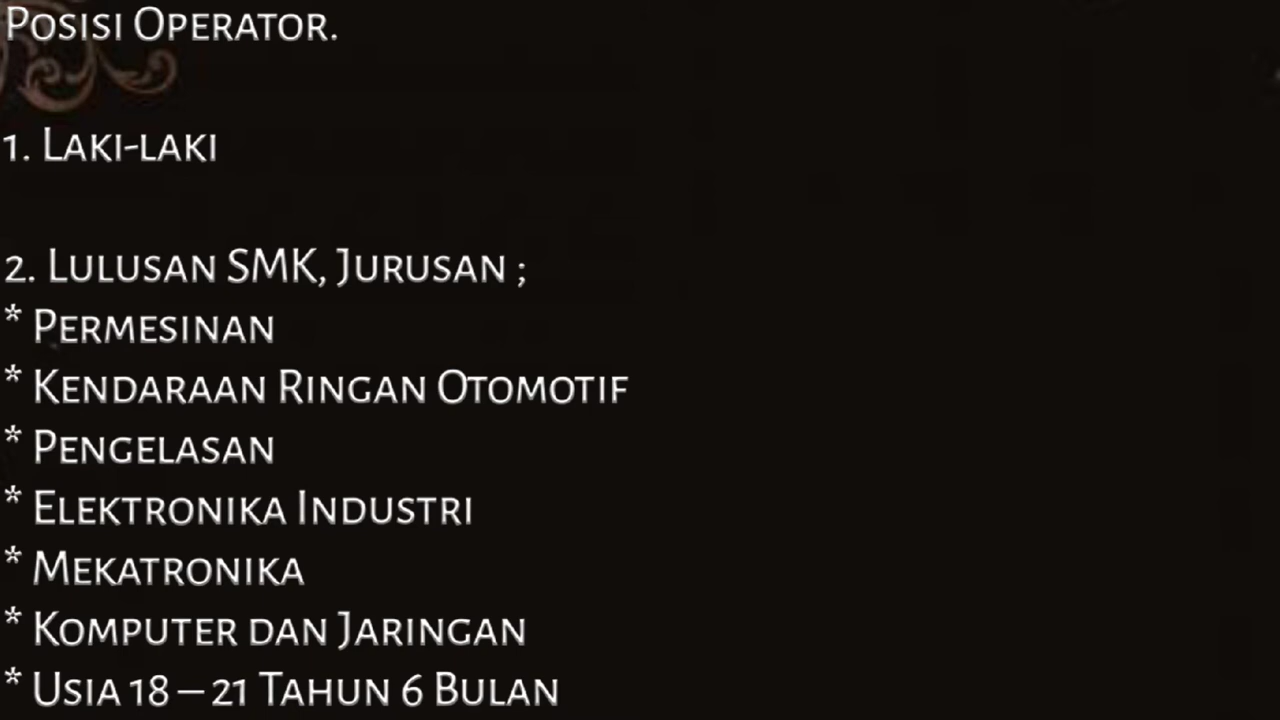 Posisi Operator.
1. Laki-laki
2. Lulusan SMK, Jurusan ;
* Permesinan
* Kendaraan Ringan Otomotif
* Pengelasan
* Elektronika Industri
* Mekatronika
* Komputer dan Jaringan
* Usia 18 – 21 Tahun 6 Bulan